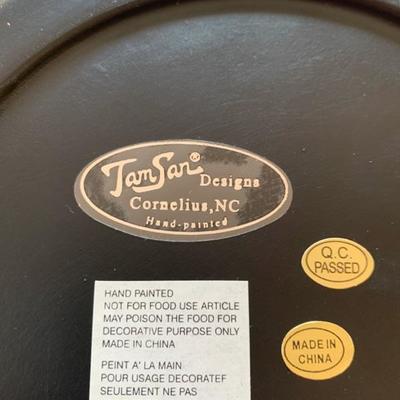 TamSan® Designs
Cornelius, NC
Hand-painted
Q.C.
PASSED
HAND PAINTED
NOT FOR FOOD USE ARTICLE
MAY POISON THE FOOD FOR
DECORATIVE PURPOSE ONLY
MADE IN CHINA
PEINT A' LA MAIN
POUR USAGE DECORATEF
SEULEMENT NE PAS
MADE IN
CHINA